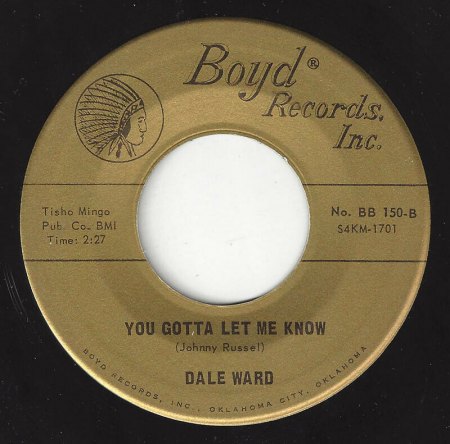 Boyd®
Records,
Inc.
Tisho Mingo
Pub. Co. BMI
Time: 2:27
No. BB 150-B
S4KM-1701
YOU GOTTA LET ME KNOW
(Johnny Russel)
DALE WARD
BOYD RECORDS, INC., OKLAHOMA CITY, OKLAHOMA